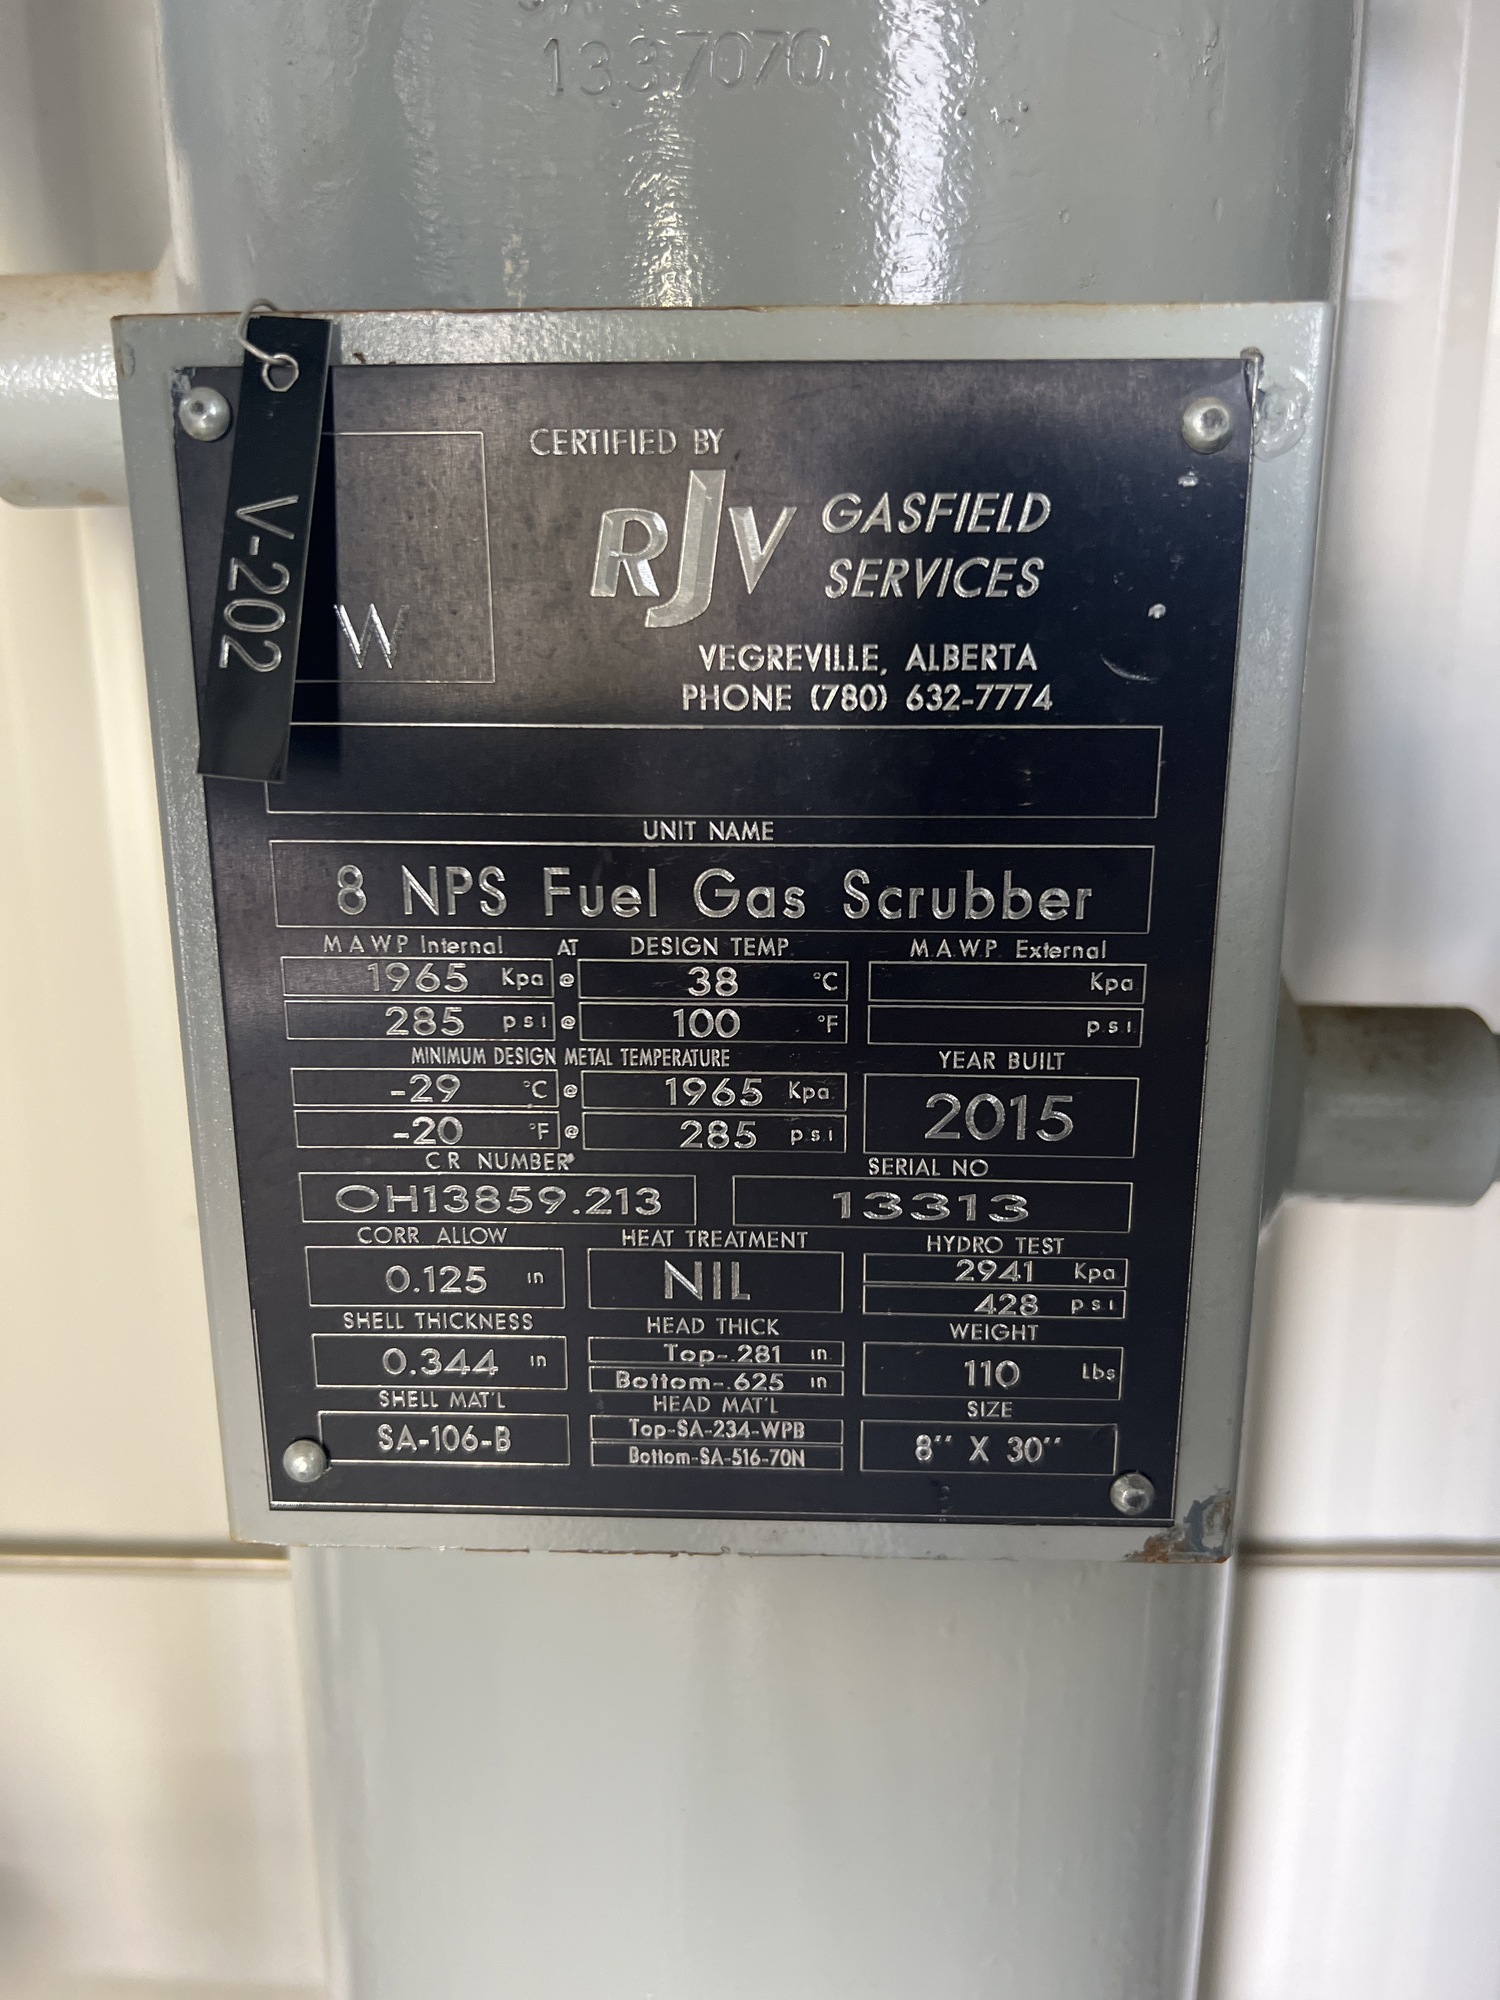 1337070
V-202
W
CERTIFIED BY
RJV GASFIELD
SERVICES
VEGREVILLE, ALBERTA
PHONE (780) 632-7774
UNIT NAME
8 NPS Fuel Gas Scrubber
M.A.W.P. Internal AT DESIGN TEMP. M.A.W.P. External
1965 Kpa @ 38 °C Kpa
285 p.s.i. @ 100 °F p.s.i.
MINIMUM DESIGN METAL TEMPERATURE YEAR BUILT
-29 °C @ 1965 Kpa 2015
-20 °F @ 285 p.s.i
C.R. NUMBER SERIAL NO
OH13859.213 13313
CORR. ALLOW HEAT TREATMENT HYDRO TEST
0.125 in NIL 2941 Kpa
428 p.s.i.
SHELL THICKNESS HEAD THICK WEIGHT
0.344 in Top-.281 in 110 Lbs
Bottom-.625 in
SHELL MAT'L HEAD MAT'L SIZE
SA-106-B Top-SA-234-WPB 8" X 30"
Bottom-SA-516-70N